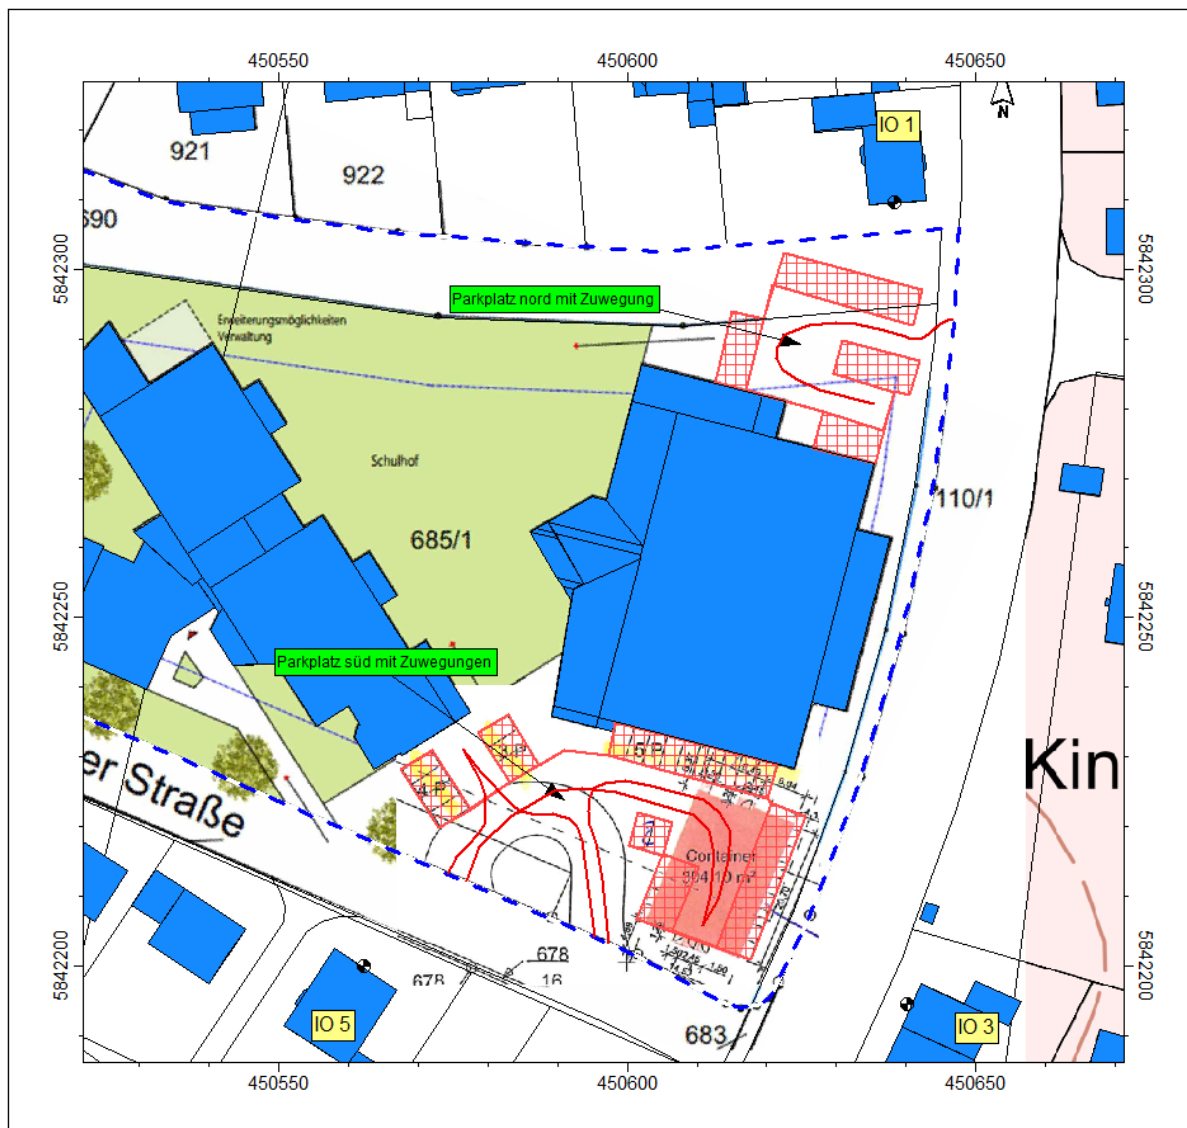 450550 450600 450650
N
IO 1
921
922
690
5842300
5842300
Parkplatz nord mit Zuwegung
Erweiterungsmöglichkeiten
Verwaltung
Schulhof
110/1
685/1
5842250
5842250
Parkplatz süd mit Zuwegungen
3 P
5 P
4 P
Kin
er Straße
Container
304,10 m²
678
678
16
5842200
5842200
IO 5
683
IO 3
450550 450600 450650